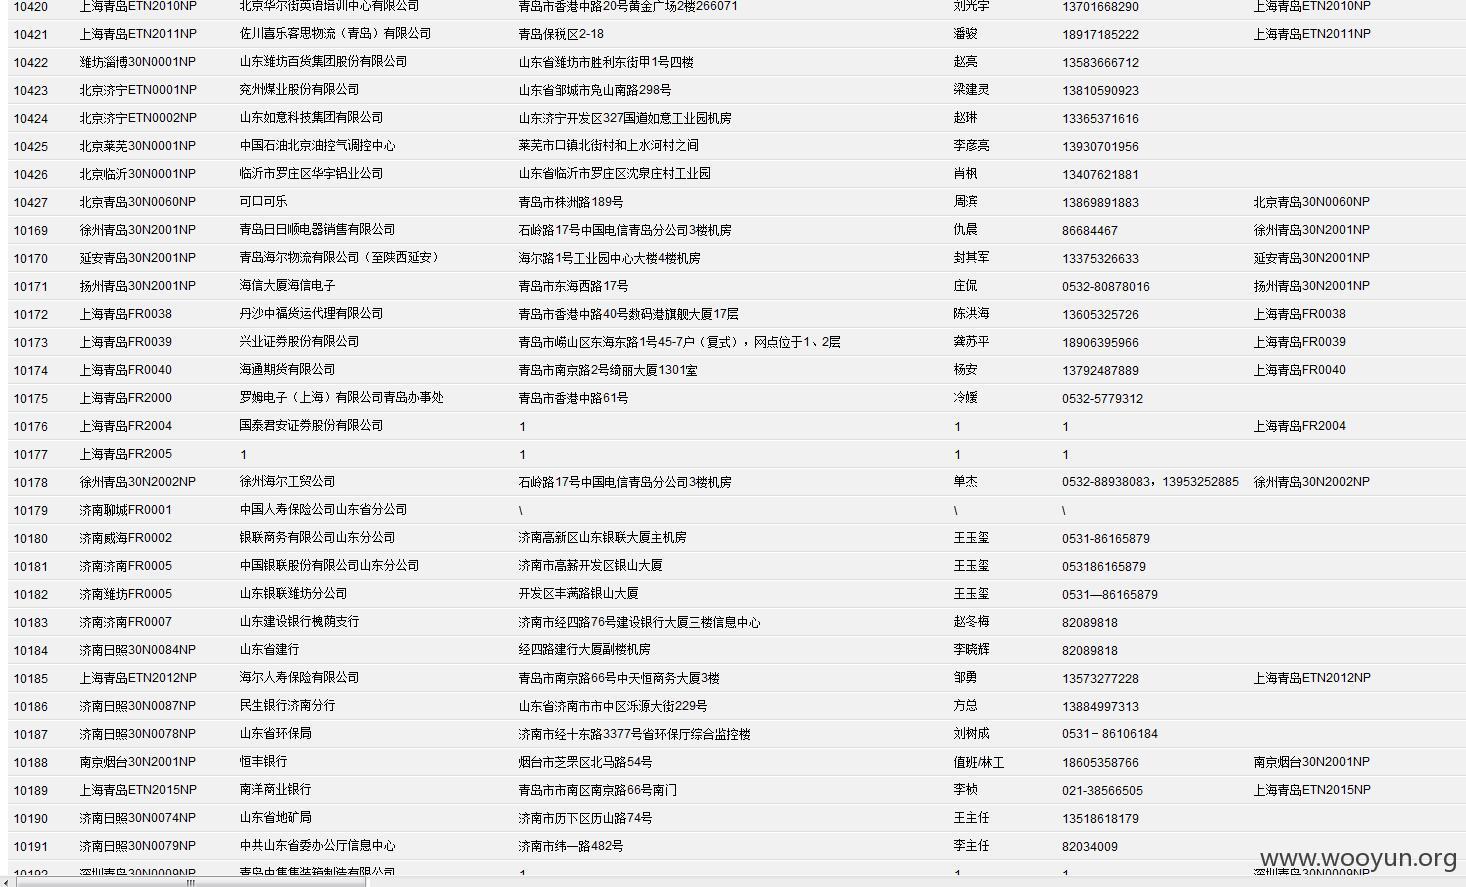 10420 上海青岛ETN2010NP 北京华尔街英语培训中心有限公司 青岛市香港中路20号黄金广场2楼266071 刘光宇 13701668290 上海青岛ETN2010NP
10421 上海青岛ETN2011NP 佐川喜乐客思物流（青岛）有限公司 青岛保税区2-18 潘骏 18917185222 上海青岛ETN2011NP
10422 潍坊淄博30N0001NP 山东潍坊百货集团股份有限公司 山东省潍坊市胜利东街甲1号四楼 赵亮 13583666712
10423 北京济宁ETN0001NP 兖州煤业股份有限公司 山东省邹城市凫山南路298号 梁建灵 13810590923
10424 北京济宁ETN0002NP 山东如意科技集团有限公司 山东济宁开发区327国道如意工业园机房 赵琳 13365371616
10425 北京莱芜30N0001NP 中国石油北京油控气调控中心 莱芜市口镇北街村和上水河村之间 李彦亮 13930701956
10426 北京临沂30N0001NP 临沂市罗庄区华宇铝业公司 山东省临沂市罗庄区沈泉庄村工业园 肖枫 13407621881
10427 北京青岛30N0060NP 可口可乐 青岛市株洲路189号 周滨 13869891883 北京青岛30N0060NP
10169 徐州青岛30N2001NP 青岛日日顺电器销售有限公司 石岭路17号中国电信青岛分公司3楼机房 仇晨 86684467 徐州青岛30N2001NP
10170 延安青岛30N2001NP 青岛海尔物流有限公司（至陕西延安） 海尔路1号工业园中心大楼4楼机房 封其军 13375326633 延安青岛30N2001NP
10171 扬州青岛30N2001NP 海信大厦海信电子 青岛市东海西路17号 庄侃 0532-80878016 扬州青岛30N2001NP
10172 上海青岛FR0038 丹沙中福货运代理有限公司 青岛市香港中路40号数码港旗舰大厦17层 陈洪海 13605325726 上海青岛FR0038
10173 上海青岛FR0039 兴业证券股份有限公司 青岛市崂山区东海东路1号45-7户（复式），网点位于1、2层 龚苏平 18906395966 上海青岛FR0039
10174 上海青岛FR0040 海通期货有限公司 青岛市南京路2号绮丽大厦1301室 杨安 13792487889 上海青岛FR0040
10175 上海青岛FR2000 罗姆电子（上海）有限公司青岛办事处 青岛市香港中路61号 冷媛 0532-5779312
10176 上海青岛FR2004 国泰君安证券股份有限公司 1 1 1 上海青岛FR2004
10177 上海青岛FR2005 1 1 1 1
10178 徐州青岛30N2002NP 徐州海尔工贸公司 石岭路17号中国电信青岛分公司3楼机房 单杰 0532-88938083，13953252885 徐州青岛30N2002NP
10179 济南聊城FR0001 中国人寿保险公司山东省分公司 \ \ \
10180 济南威海FR0002 银联商务有限公司山东分公司 济南高新区山东银联大厦主机房 王玉玺 0531-86165879
10181 济南济南FR0005 中国银联股份有限公司山东分公司 济南市高薪开发区银山大厦 王玉玺 053186165879
10182 济南潍坊FR0005 山东银联潍坊分公司 开发区丰满路银山大厦 王玉玺 0531—86165879
10183 济南济南FR0007 山东建设银行槐荫支行 济南市经四路76号建设银行大厦三楼信息中心 赵冬梅 82089818
10184 济南日照30N0084NP 山东省建行 经四路建行大厦副楼机房 李晓辉 82089818
10185 上海青岛ETN2012NP 海尔人寿保险有限公司 青岛市南京路66号中天恒商务大厦3楼 邹勇 13573277228 上海青岛ETN2012NP
10186 济南日照30N0087NP 民生银行济南分行 山东省济南市市中区泺源大街229号 方总 13884997313
10187 济南日照30N0078NP 山东省环保局 济南市经十东路3377号省环保厅综合监控楼 刘树成 0531－86106184
10188 南京烟台30N2001NP 恒丰银行 烟台市芝罘区北马路54号 值班/林工 18605358766 南京烟台30N2001NP
10189 上海青岛ETN2015NP 南洋商业银行 青岛市市南区南京路66号南门 李桢 021-38566505 上海青岛ETN2015NP
10190 济南日照30N0074NP 山东省地矿局 济南市历下区历山路74号 王主任 13518618179
10191 济南日照30N0079NP 中共山东省委办公厅信息中心 济南市纬一路482号 李主任 82034009
10192 深圳青岛30N0009NP 青岛中集集装箱制造有限公司 1 1 1 深圳青岛30N0009NP
www.wooyun.org